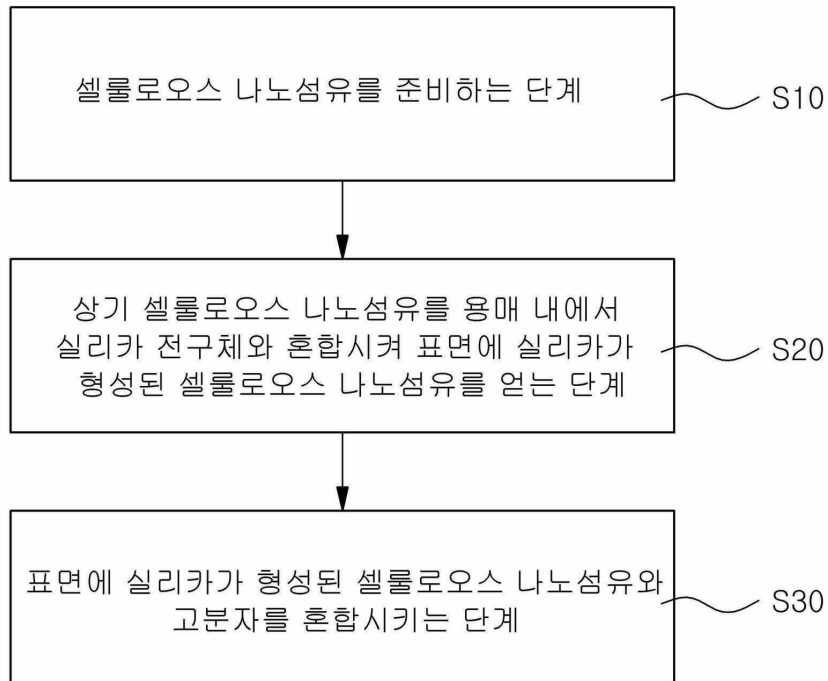 셀룰로오스 나노섬유를 준비하는 단계
S10
상기 셀룰로오스 나노섬유를 용매 내에서
실리카 전구체와 혼합시켜 표면에 실리카가
형성된 셀룰로오스 나노섬유를 얻는 단계
S20
표면에 실리카가 형성된 셀룰로오스 나노섬유와
고분자를 혼합시키는 단계
S30